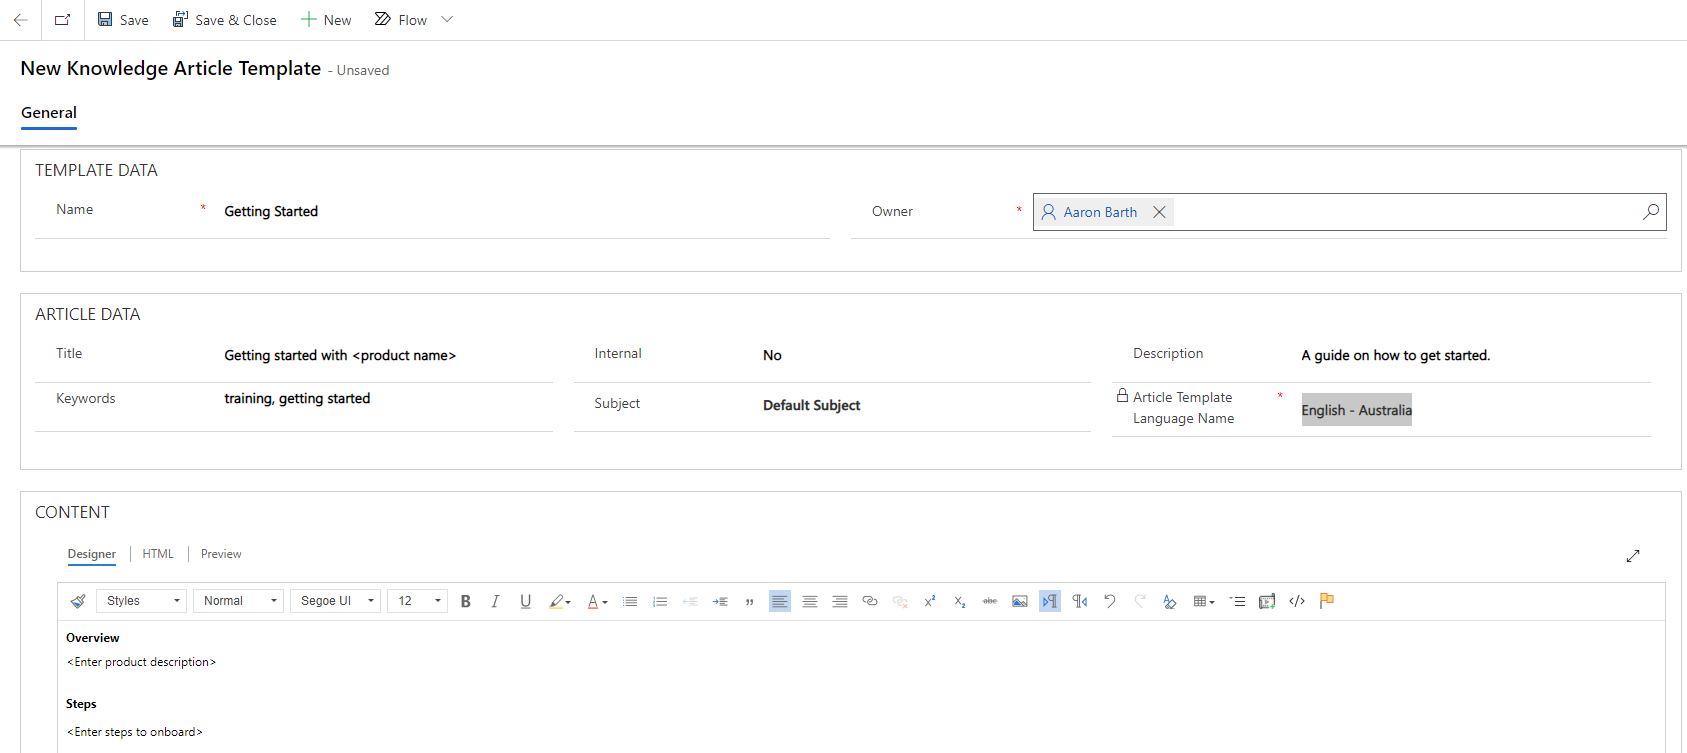 Save Save & Close New Flow
New Knowledge Article Template - Unsaved
General
TEMPLATE DATA
Name * Getting Started Owner * Aaron Barth
ARTICLE DATA
Title Getting started with <product name> Internal No Description A guide on how to get started.
Keywords training, getting started Subject Default Subject Article Template * English - Australia
Language Name
CONTENT
Designer HTML Preview
Styles Normal Segoe UI 12 B I U A abc
Overview
<Enter product description>
Steps
<Enter steps to onboard>